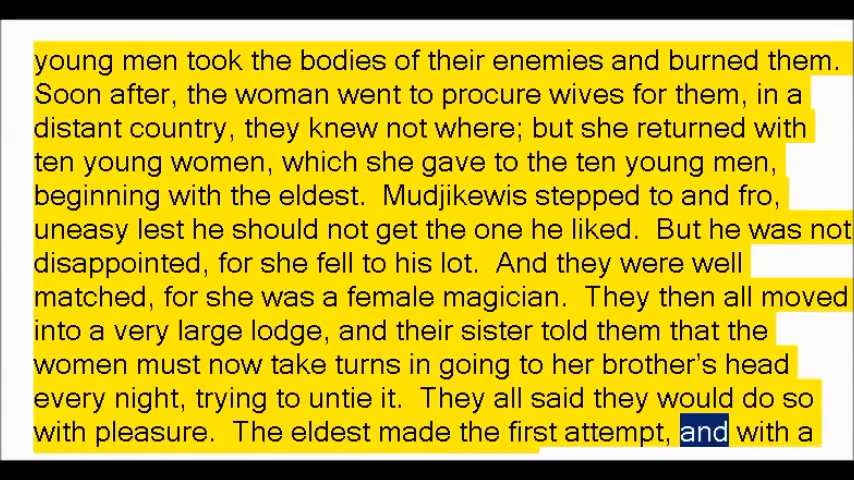 young men took the bodies of their enemies and burned them.
Soon after, the woman went to procure wives for them, in a
distant country, they knew not where; but she returned with
ten young women, which she gave to the ten young men,
beginning with the eldest.  Mudjikewis stepped to and fro,
uneasy lest he should not get the one he liked.  But he was not
disappointed, for she fell to his lot.  And they were well
matched, for she was a female magician.  They then all moved
into a very large lodge, and their sister told them that the
women must now take turns in going to her brother's head
every night, trying to untie it.  They all said they would do so
with pleasure.  The eldest made the first attempt, and with a